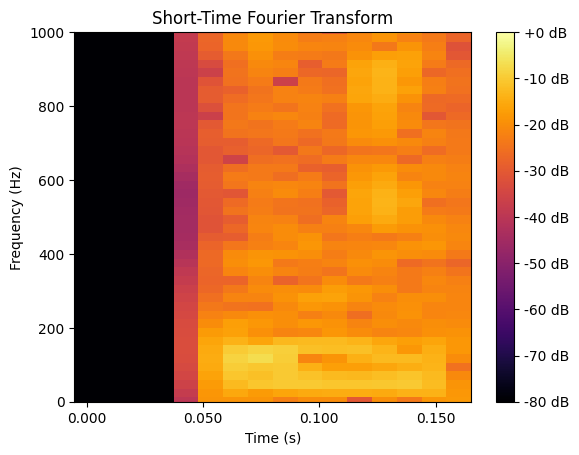 Short-Time Fourier Transform
1000
800
600
400
200
0
Frequency (Hz)
0.000
0.050
0.100
0.150
Time (s)
+0 dB
-10 dB
-20 dB
-30 dB
-40 dB
-50 dB
-60 dB
-70 dB
-80 dB